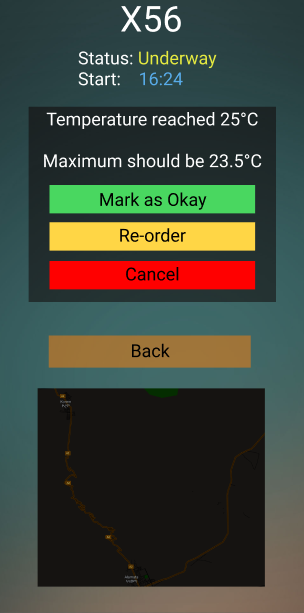 X56
Status: Underway
Start: 16:24
Temperature reached 25°C
Maximum should be 23.5°C
Mark as Okay
Re-order
Cancel
Back